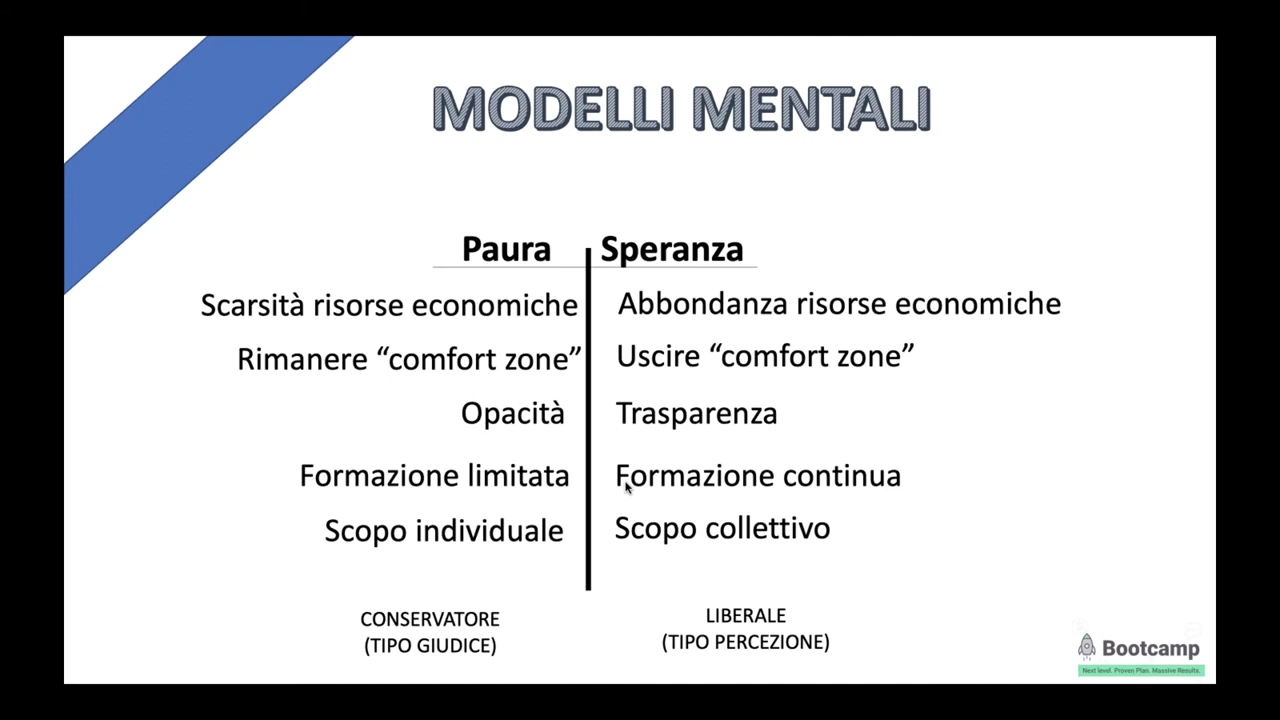 MODELLI MENTALI
Paura Speranza
Scarsità risorse economiche Abbondanza risorse economiche
Rimanere “comfort zone” Uscire “comfort zone”
Opacità Trasparenza
Formazione limitata Formazione continua
Scopo individuale Scopo collettivo
CONSERVATORE
(TIPO GIUDICE)
LIBERALE
(TIPO PERCEZIONE)
Bootcamp
Next level. Proven Plan. Massive Results.